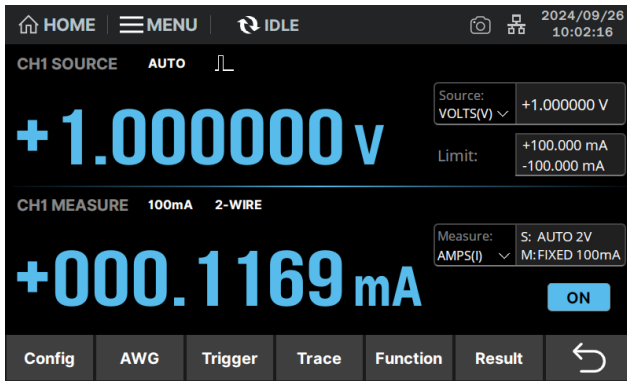 HOME MENU IDLE 2024/09/26
10:02:16
CH1 SOURCE AUTO
+1.000000 V
Source:
VOLTS(V) +1.000000 V
Limit: +100.000 mA
-100.000 mA
CH1 MEASURE 100mA 2-WIRE
+000.1169 mA
Measure: S: AUTO 2V
AMPS(I) M:FIXED 100mA
ON
Config AWG Trigger Trace Function Result